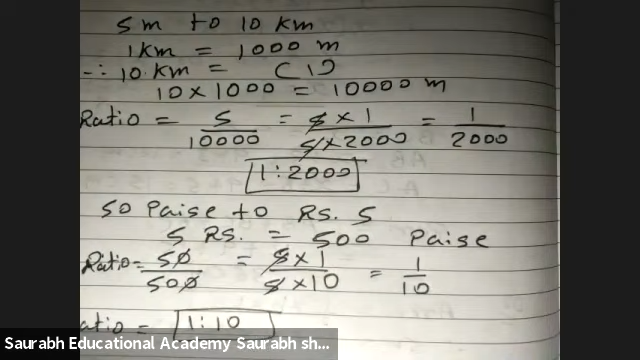 5 m to 10 km
1 km = 1000 m
∴ 10 km =
10 x 1000 = 10000 m
Ratio = 5/10000 = 5 x 1/5 x 2000 = 1/2000
1:2000
50 Paise to RS. 5
5 RS. = 500 Paise
Ratio = 50/500 = 5 x 1/5 x 10 = 1/10
atio = 1:10
Saurabh Educational Academy Saurabh sh...